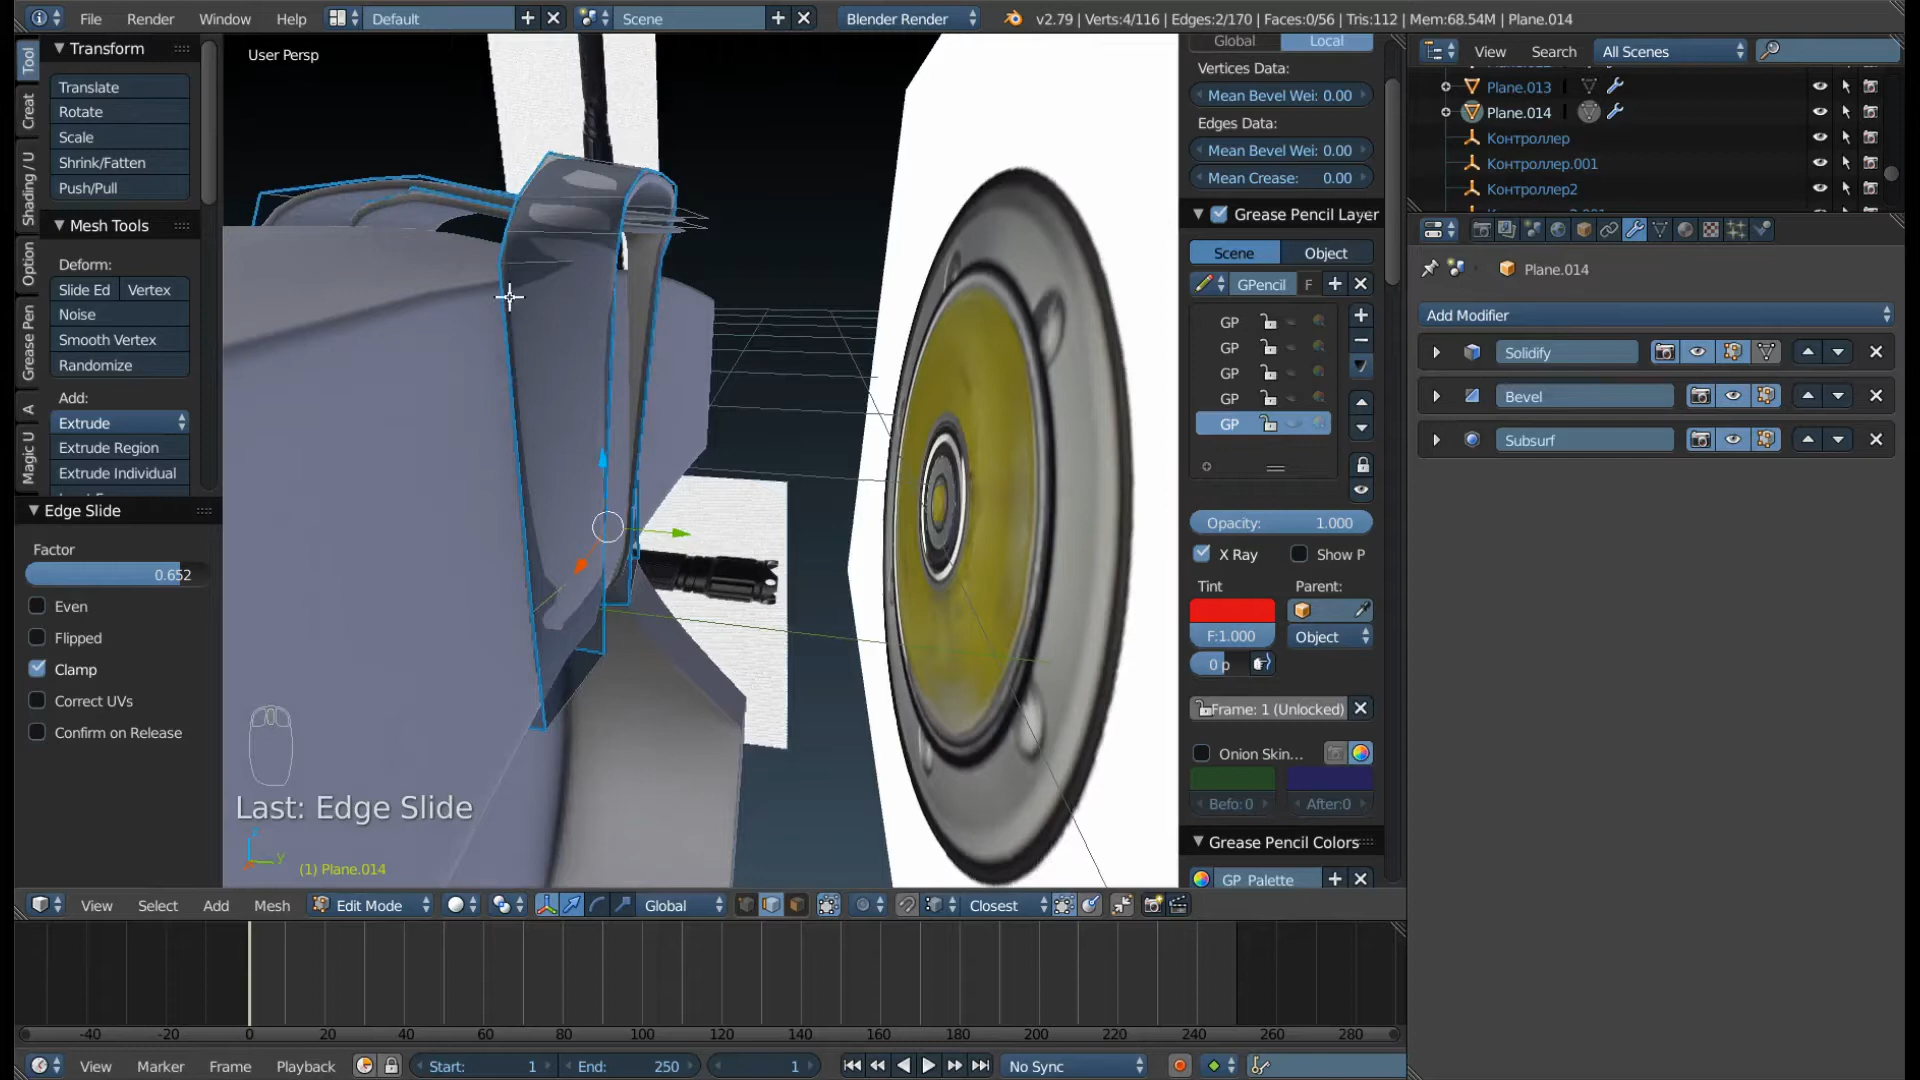 File Render Window Help Default Scene Blender Render v2.79 | Verts:4/116 | Edges:2/170 | Faces:0/56 | Tris:112 | Mem:68.54M | Plane.014
Transform
Translate
Rotate
Scale
Shrink/Fatten
Push/Pull
Mesh Tools
Deform:
Slide Ed Vertex
Noise
Smooth Vertex
Randomize
Add:
Extrude
Extrude Region
Extrude Individual
Tool
Creat
Shading / U
Option
Grease Pen
A
Magic U
Edge Slide
Factor
0.652
Even
Flipped
Clamp
Correct UVs
Confirm on Release
User Persp
Last: Edge Slide
z
y
(1) Plane.014
Global Local
Vertices Data:
Mean Bevel Wei: 0.00
Edges Data:
Mean Bevel Wei: 0.00
Mean Crease: 0.00
Grease Pencil Layer
Scene Object
GPencil F
GP
GP
GP
GP
GP
Opacity: 1.000
X Ray Show P
Tint Parent:
F:1.000 Object
0 p
Frame: 1 (Unlocked)
Onion Skin...
Befo:0 After:0
Grease Pencil Colors
GP_Palette
View Search All Scenes
Plane.013
Plane.014
Контроллер
Контроллер.001
Контроллер2
Plane.014
Add Modifier
Solidify
Bevel
Subsurf
View Select Add Mesh Edit Mode Global Closest
-40 -20 0 20 40 60 80 100 120 140 160 180 200 220 240 260 280
View Marker Frame Playback Start: 1 End: 250 1 No Sync